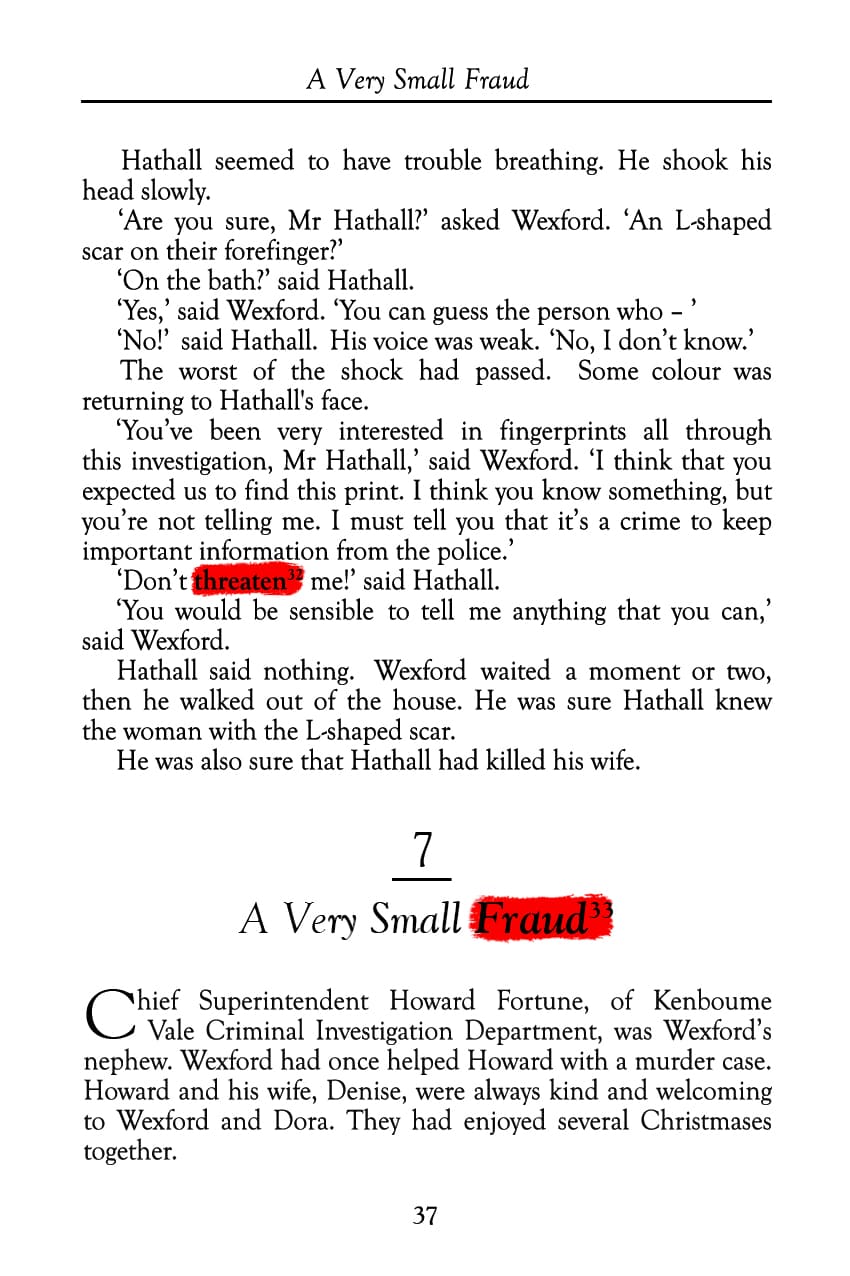 A Very Small Fraud
Hathall seemed to have trouble breathing. He shook his
head slowly.
‘Are you sure, Mr Hathall?’ asked Wexford. ‘An L-shaped
scar on their forefinger?’
‘On the bath?’ said Hathall.
‘Yes,’ said Wexford. ‘You can guess the person who – ’
‘No!’ said Hathall. His voice was weak. ‘No, I don’t know.’
The worst of the shock had passed. Some colour was
returning to Hathall's face.
‘You’ve been very interested in fingerprints all through
this investigation, Mr Hathall,’ said Wexford. ‘I think that you
expected us to find this print. I think you know something, but
you’re not telling me. I must tell you that it’s a crime to keep
important information from the police.’
‘Don’t threaten³² me!’ said Hathall.
‘You would be sensible to tell me anything that you can,’
said Wexford.
Hathall said nothing. Wexford waited a moment or two,
then he walked out of the house. He was sure Hathall knew
the woman with the L-shaped scar.
He was also sure that Hathall had killed his wife.
7
A Very Small Fraud³³
Chief Superintendent Howard Fortune, of Kenboume
Vale Criminal Investigation Department, was Wexford’s
nephew. Wexford had once helped Howard with a murder case.
Howard and his wife, Denise, were always kind and welcoming
to Wexford and Dora. They had enjoyed several Christmases
together.
37